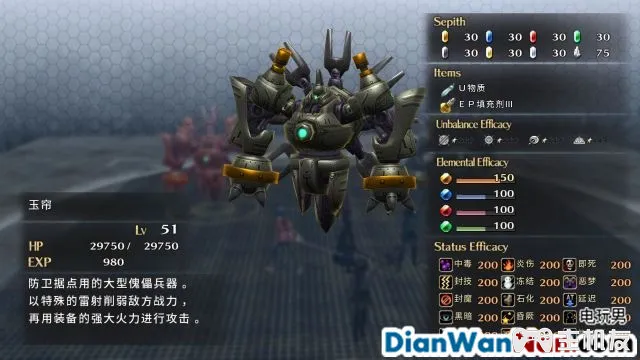 Sepith
30 30 30 30
30 30 30 75
Items
U物质
EP填充剂III
Unbalance Efficacy
Elemental Efficacy
150
100
100
100
Status Efficacy
中毒 200 炎伤 200 即死 200
封技 200 冻结 200 恶梦 200
封魔 200 石化 200 延迟 200
黑暗 200 昏厥 200 200
玉帘
Lv 51
HP 29750 / 29750
EXP 980
防卫据点用的大型傀儡兵器。
以特殊的雷射削弱敌方战力，
再用装备的强大火力进行攻击。
电玩男